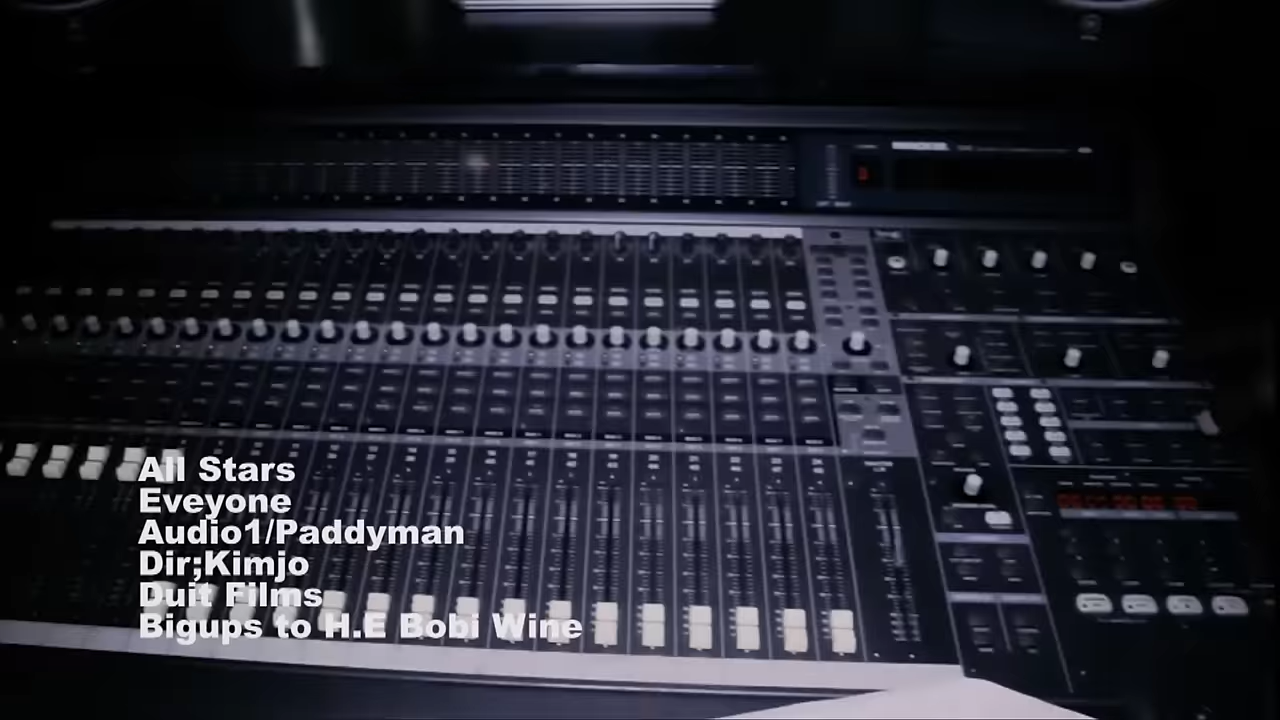 All Stars
Eveyone
Audio1/Paddyman
Dir;Kimjo
Duit Films
Bigups to H.E Bobi Wine